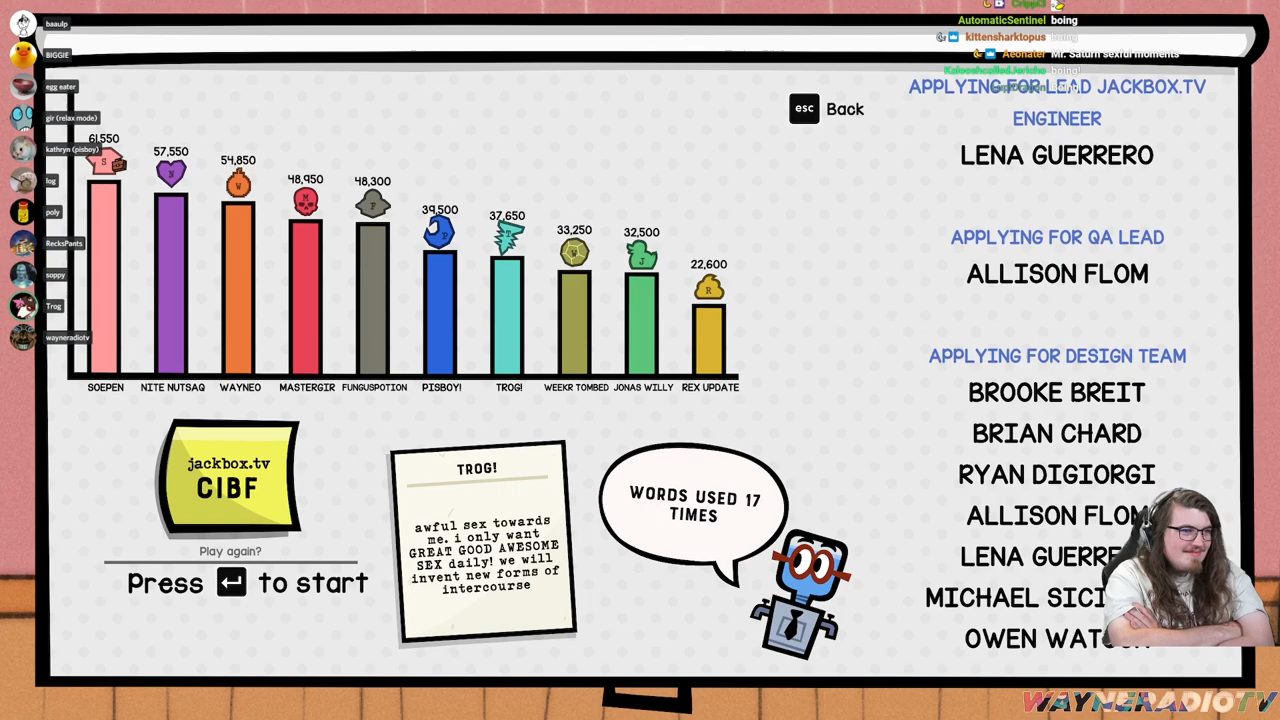 baaulp
BIGGIE
egg eater
gir (relax mode)
kathryn (pisboy)
log
poly
RecksPants
soppy
Trog
wayneradiotv
61,550
57,550
54,850
48,950
48,300
39,500
37,650
33,250
32,500
22,600
S
N
W
M
F
P
T
W
J
R
SOEPEN
NITE NUTSAQ
WAYNEO
MASTERGIR
FUNGUSPOTION
PISBOY!
TROG!
WEEKR TOMBED
JONAS WILLY
REX UPDATE
esc Back
AutomaticSentinel boing
kittensharktopus boing
Aeonater Mr. Saturn sexful moments
boing!
APPLYING FOR LEAD JACKBOX.TV
ENGINEER
LENA GUERRERO
APPLYING FOR QA LEAD
ALLISON FLOM
APPLYING FOR DESIGN TEAM
BROOKE BREIT
BRIAN CHARD
RYAN DIGIORGI
ALLISON FLOM
LENA GUERRE
MICHAEL SICI
OWEN WAT
jackbox.tv
CIBF
Play again?
Press ↵ to start
TROG!
awful sex towards
me. i only want
GREAT GOOD AWESOME
SEX daily! we will
invent new forms of
intercourse
WORDS USED 17
TIMES
WAYNERADIOTV